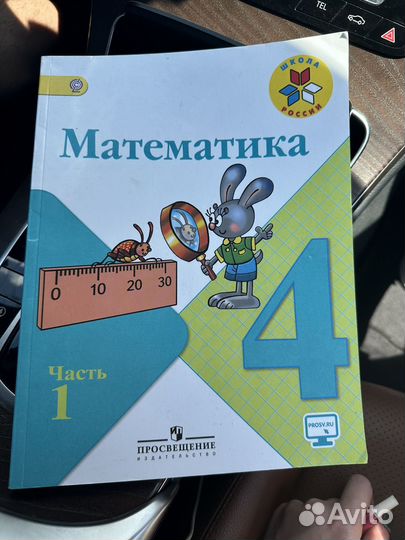 TEL
ШКОЛА
РОССИИ
Математика
0 10 20 30
4
Часть
1
PROSV.RU
ПРОСВЕЩЕНИЕ
ИЗДАТЕЛЬСТВО
Avito